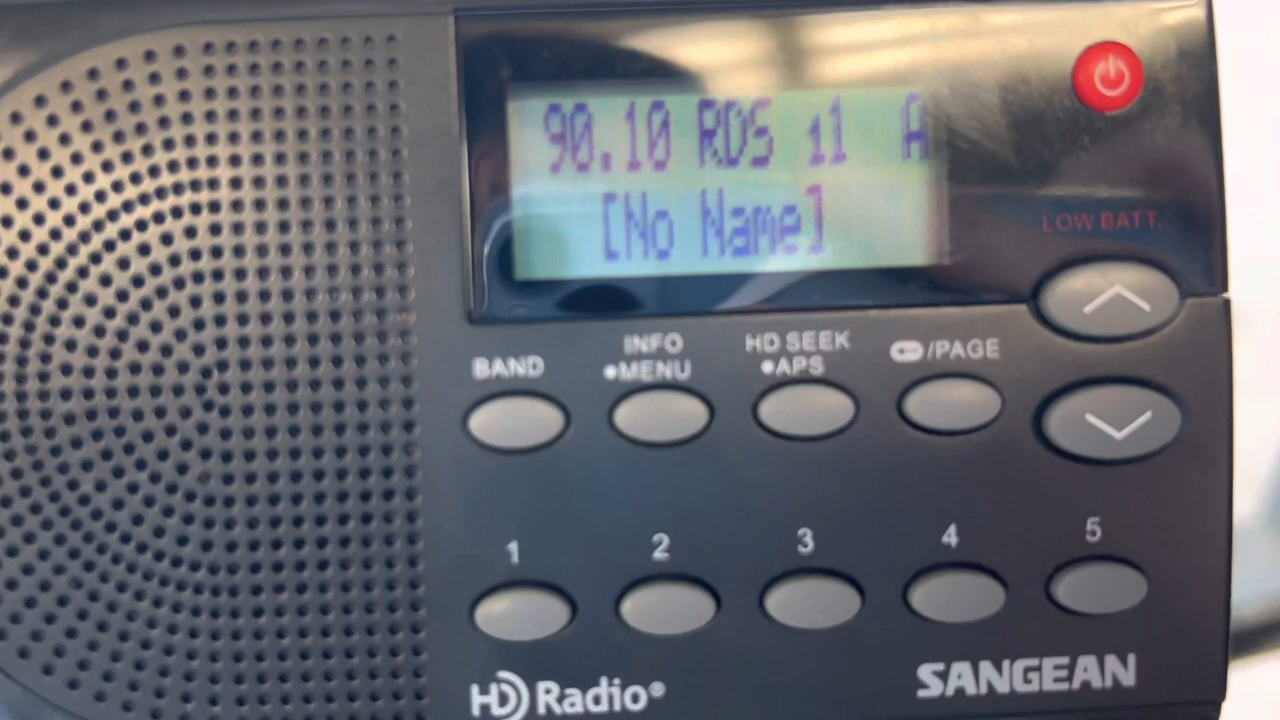 90.10 RDS A
[No Name]
LOW BATT.
BAND
INFO
•MENU
HD SEEK
•APS
/PAGE
1 2 3 4 5
HD Radio®
SANGEAN